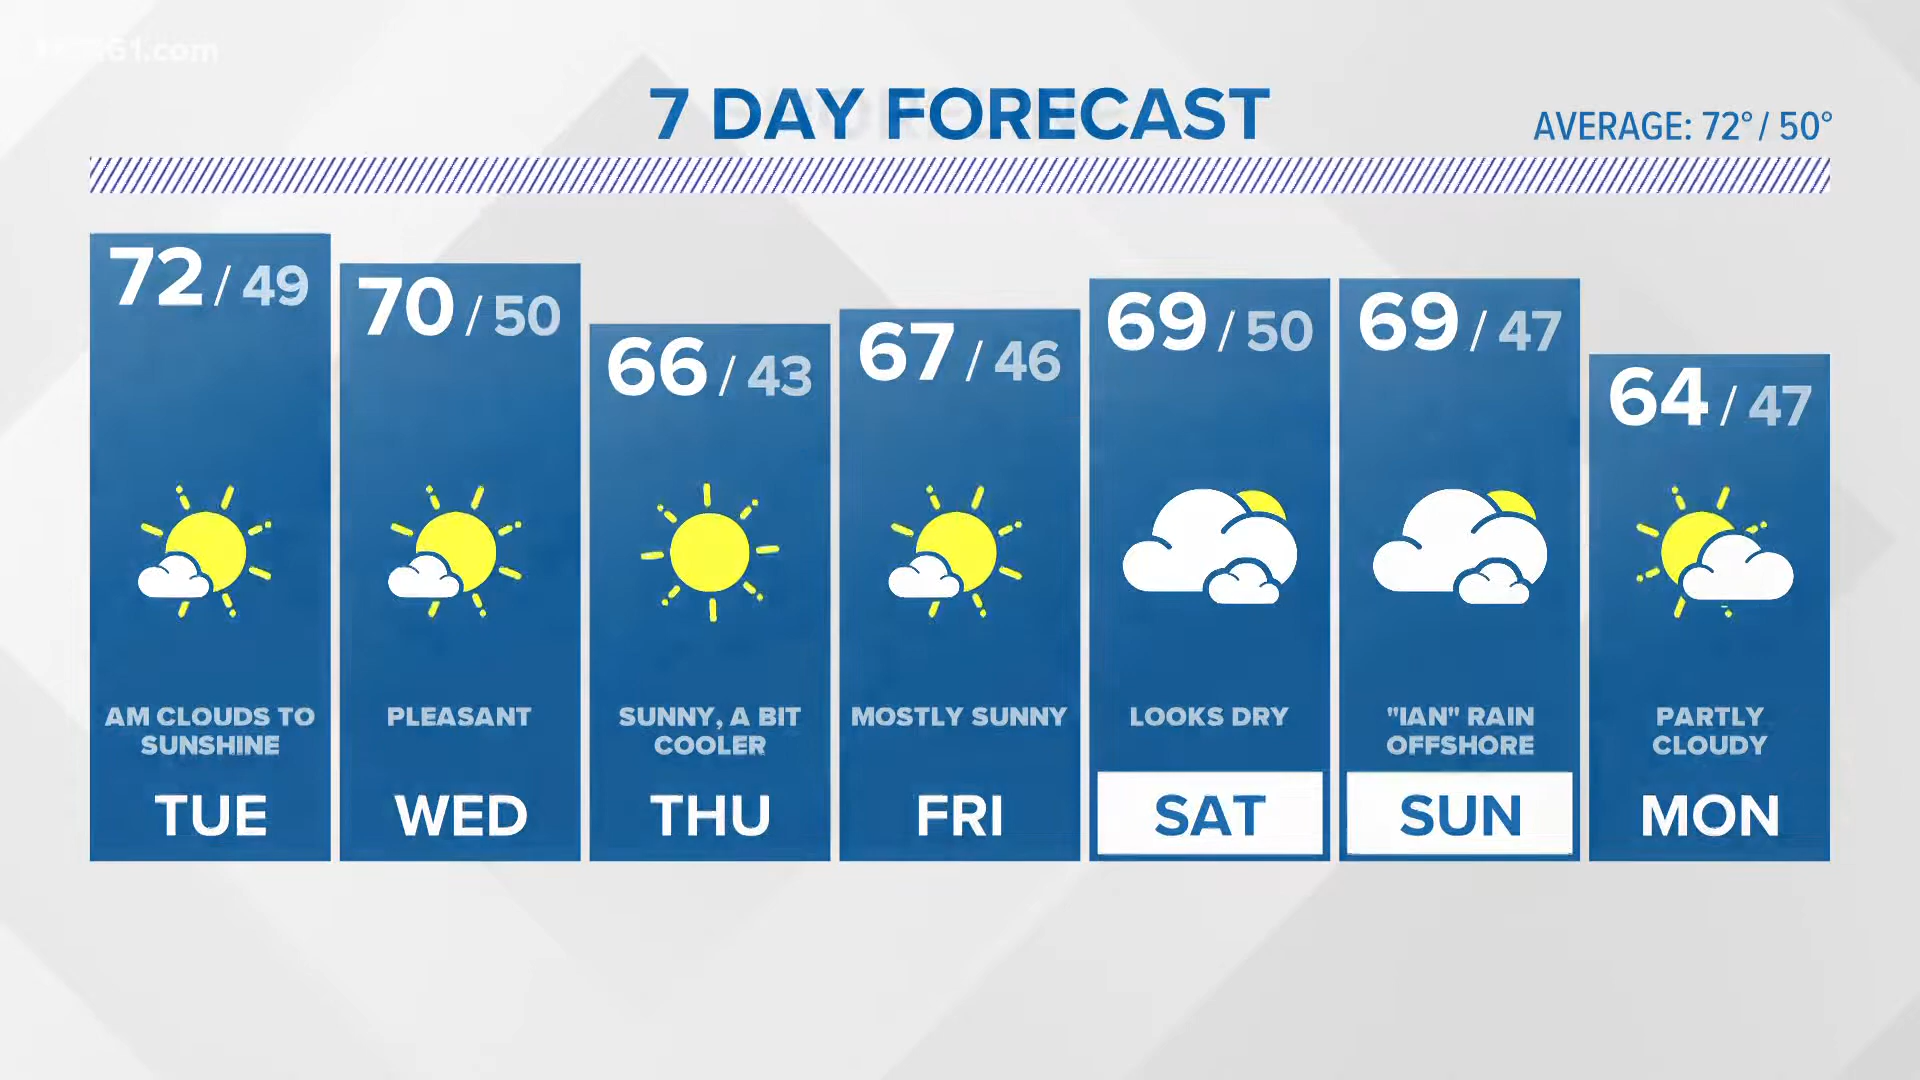 61.com
7 DAY FORECAST
AVERAGE: 72° / 50°
72 / 49
AM CLOUDS TO
SUNSHINE
TUE
70 / 50
PLEASANT
WED
66 / 43
SUNNY, A BIT
COOLER
THU
67 / 46
MOSTLY SUNNY
FRI
69 / 50
LOOKS DRY
SAT
69 / 47
"IAN" RAIN
OFFSHORE
SUN
64 / 47
PARTLY
CLOUDY
MON